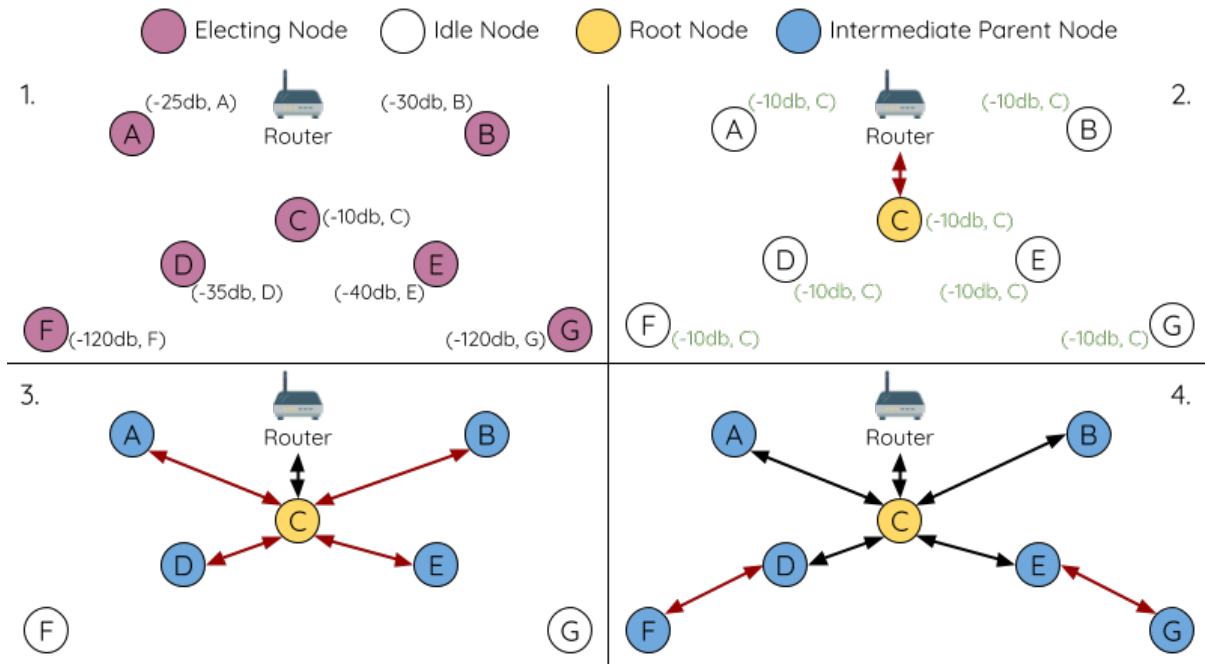 Electing Node Idle Node Root Node Intermediate Parent Node
1.
(-25db, A) (-30db, B)
A B
Router
C (-10db, C)
D E
(-35db, D) (-40db, E)
F (-120db, F) (-120db, G) G
2.
(-10db, C) (-10db, C)
A B
Router
C (-10db, C)
D E
(-10db, C) (-10db, C)
F (-10db, C) (-10db, C) G
3.
A B
Router
C
D E
F G
4.
A B
Router
C
D E
F G